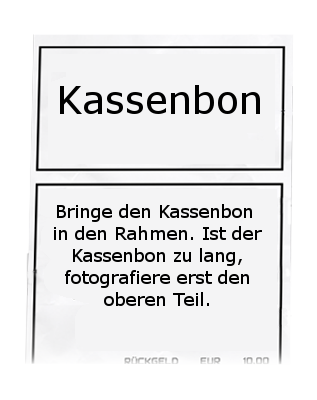 Kassenbon
Bringe den Kassenbon
in den Rahmen. Ist der
Kassenbon zu lang,
fotografiere erst den
oberen Teil.
RÜCKGELD EUR 10,00